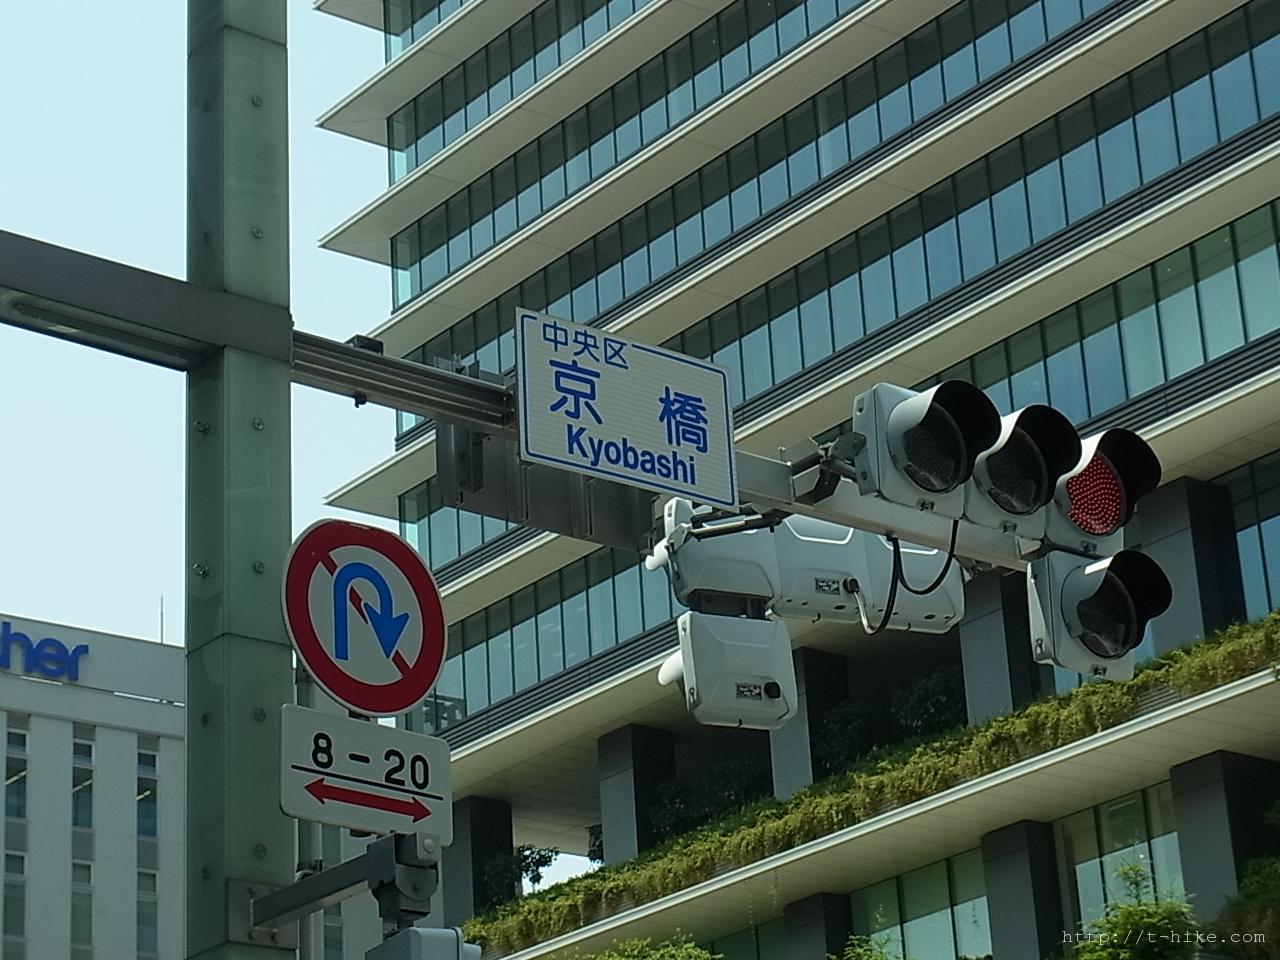 中央区
京橋
Kyobashi
her
8-20
http://t-hike.com